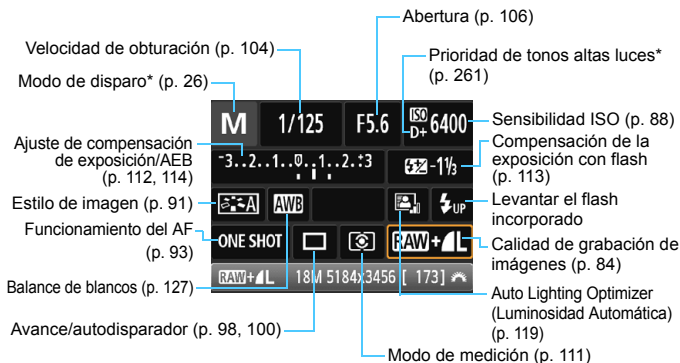 Abertura (p. 106)
Velocidad de obturación (p. 104)
Prioridad de tonos altas luces*
(p. 261)
Modo de disparo* (p. 26)
M 1/125 F5.6 ISO D+ 6400
Sensibilidad ISO (p. 88)
Ajuste de compensación
de exposición/AEB
(p. 112, 114)
-3..2..1..0..1..2.+3
-1⅓
Compensación de la
exposición con flash
(p. 113)
Estilo de imagen (p. 91)
A AWB UP
Levantar el flash
incorporado
Funcionamiento del AF
(p. 93)
ONE SHOT RAW+L
Calidad de grabación de
imágenes (p. 84)
RAW+L 18M 5184x3456 [ 173]
Balance de blancos (p. 127)
Auto Lighting Optimizer
(Luminosidad Automática)
(p. 119)
Avance/autodisparador (p. 98, 100)
Modo de medición (p. 111)